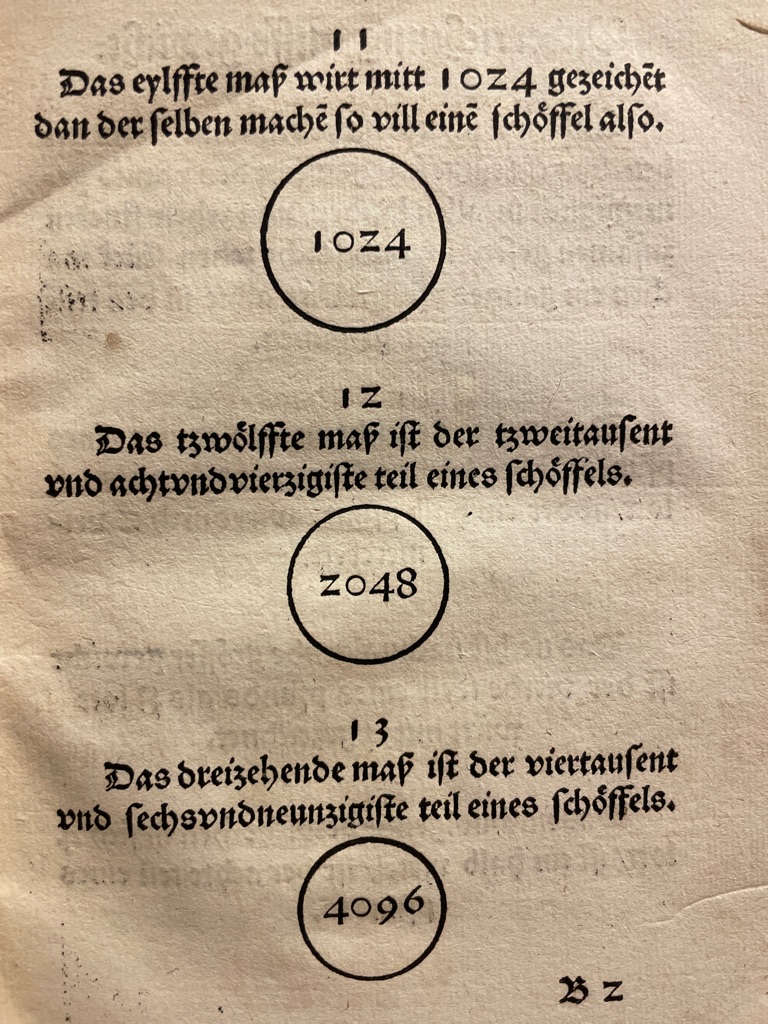 11
Das eylffte maß wirt mitt 1024 gezeichēt
dan der selben machē so vill einē schöffel also.
1024
12
Das tzwölffte maß ist der tzweitausent
vnd achtvndvierzigiste teil eines schöffels.
2048
13
Das dreizehende maß ist der viertausent
vnd sechsvndneunzigiste teil eines schöffels.
4096
B 2